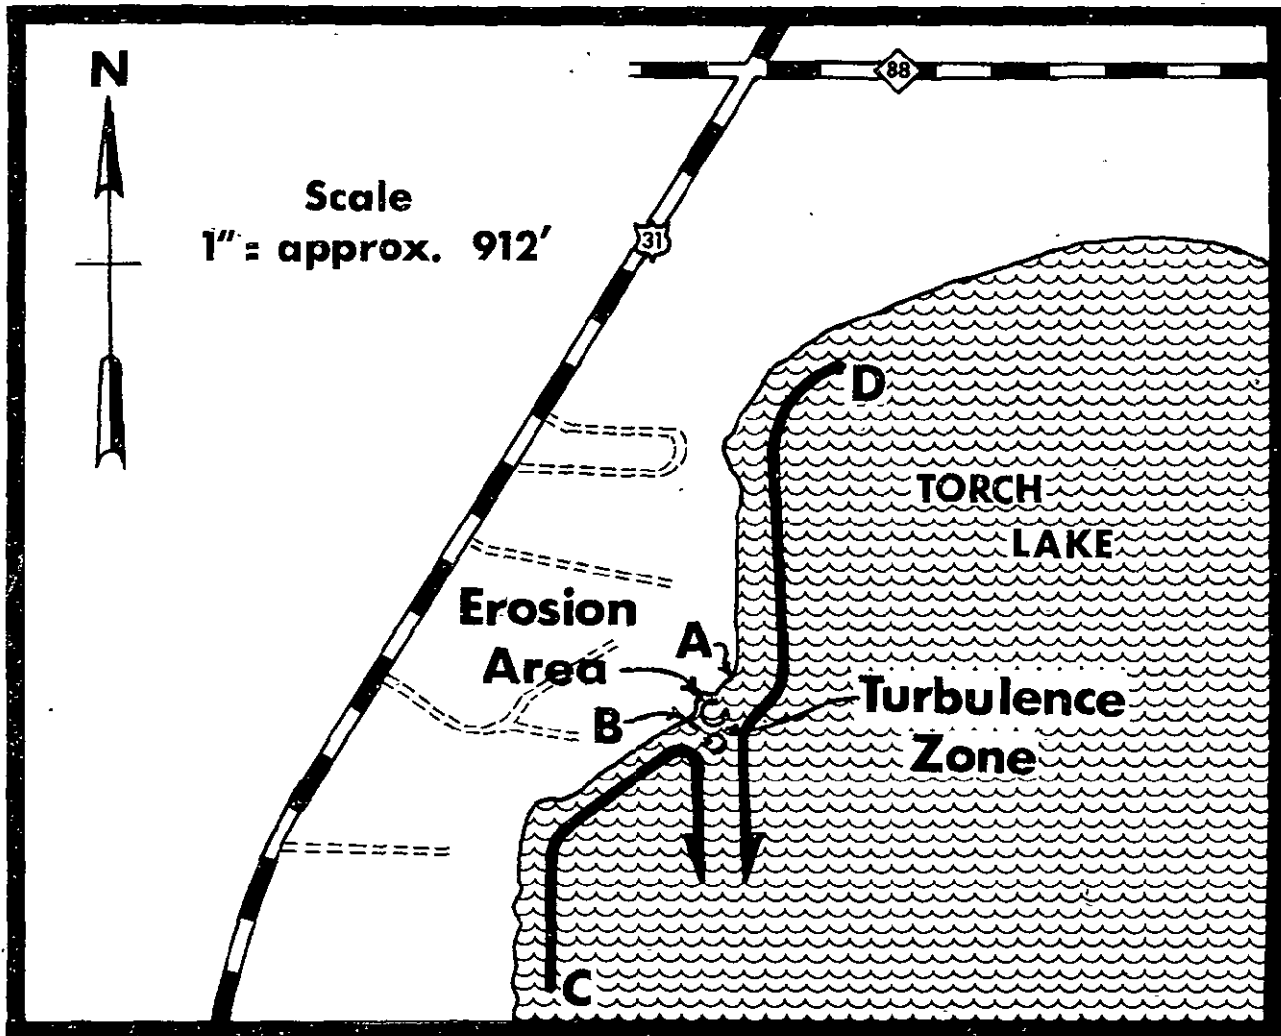 N
88
Scale
1" = approx. 912'
31
D
TORCH
LAKE
Erosion
Area
A
B
Turbulence
Zone
C